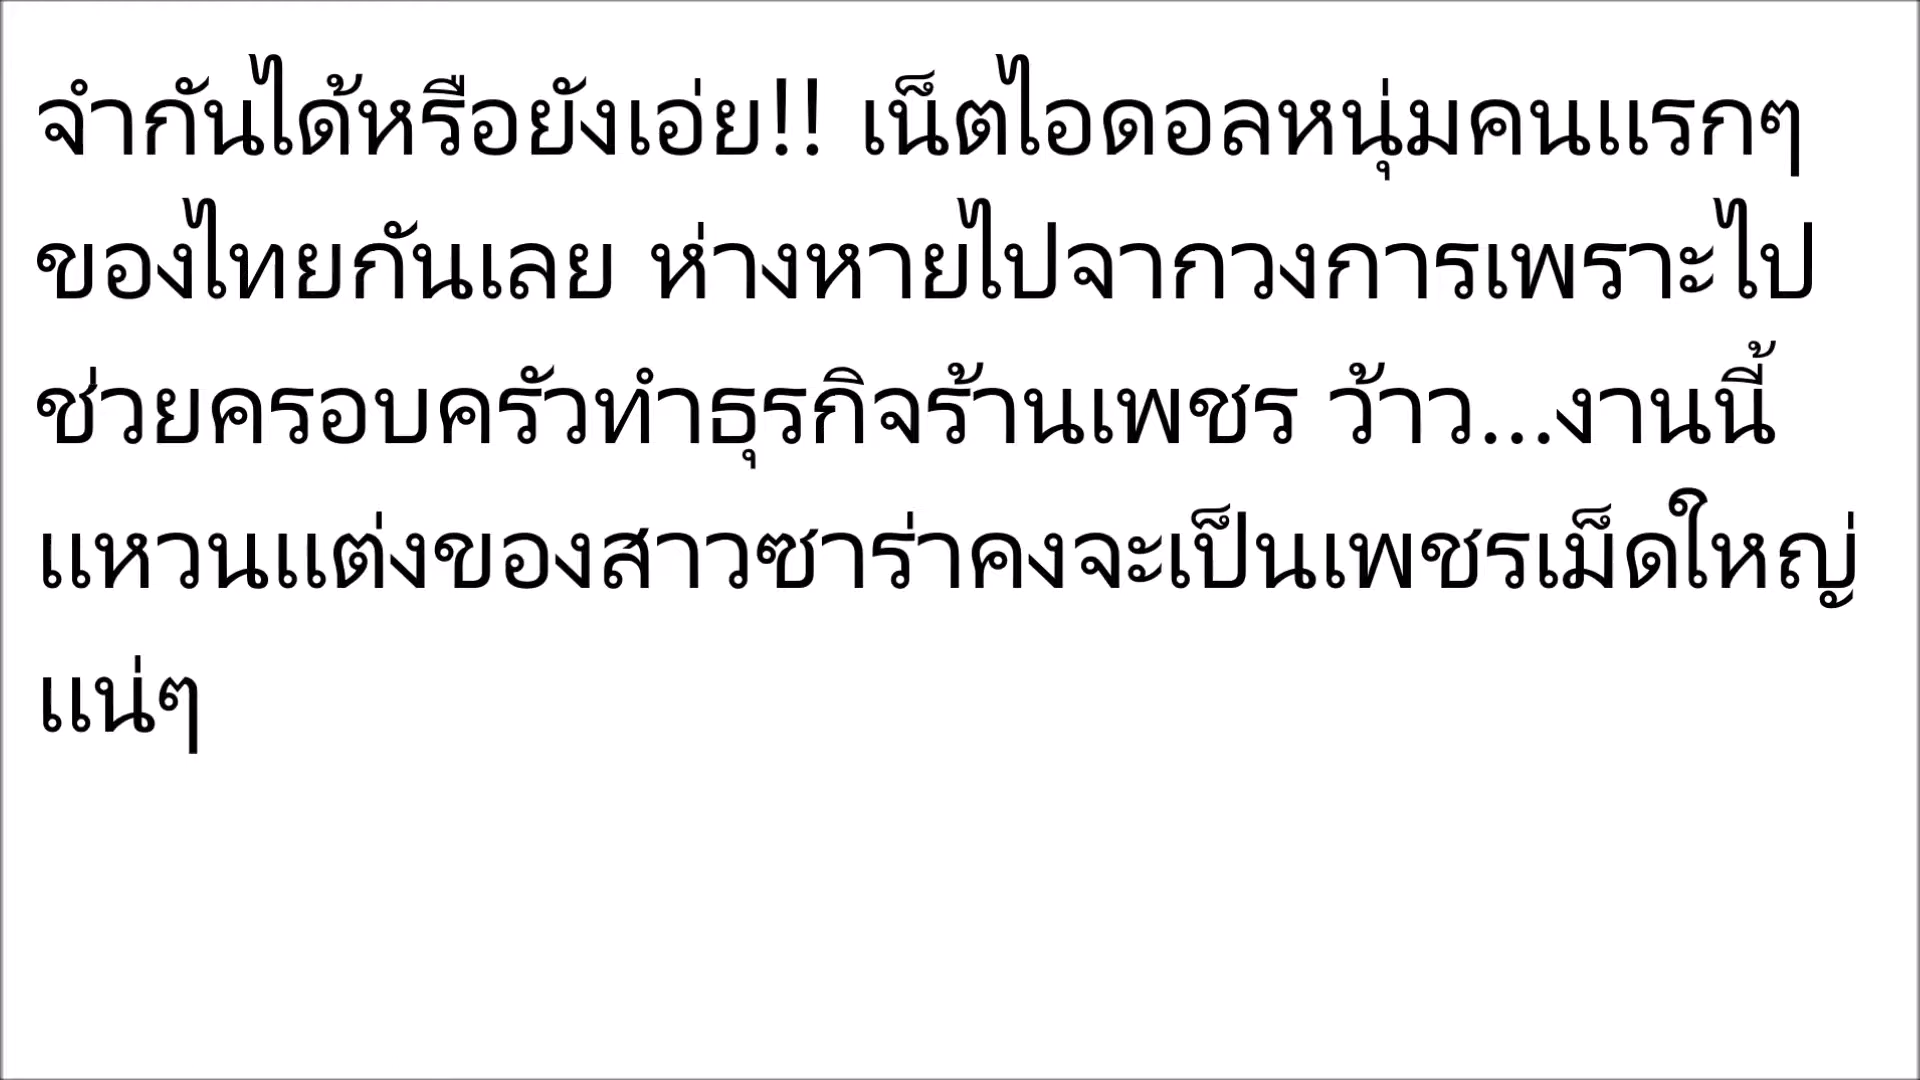 จำกันได้หรือยังเอ่ย!! เน็ตไอดอลหนุ่มคนแรกๆ
ของไทยกันเลย ห่างหายไปจากวงการเพราะไป
ช่วยครอบครัวทำธุรกิจร้านเพชร ว้าว...งานนี้
แหวนแต่งของสาวซาร่าคงจะเป็นเพชรเม็ดใหญ่
แน่ๆ